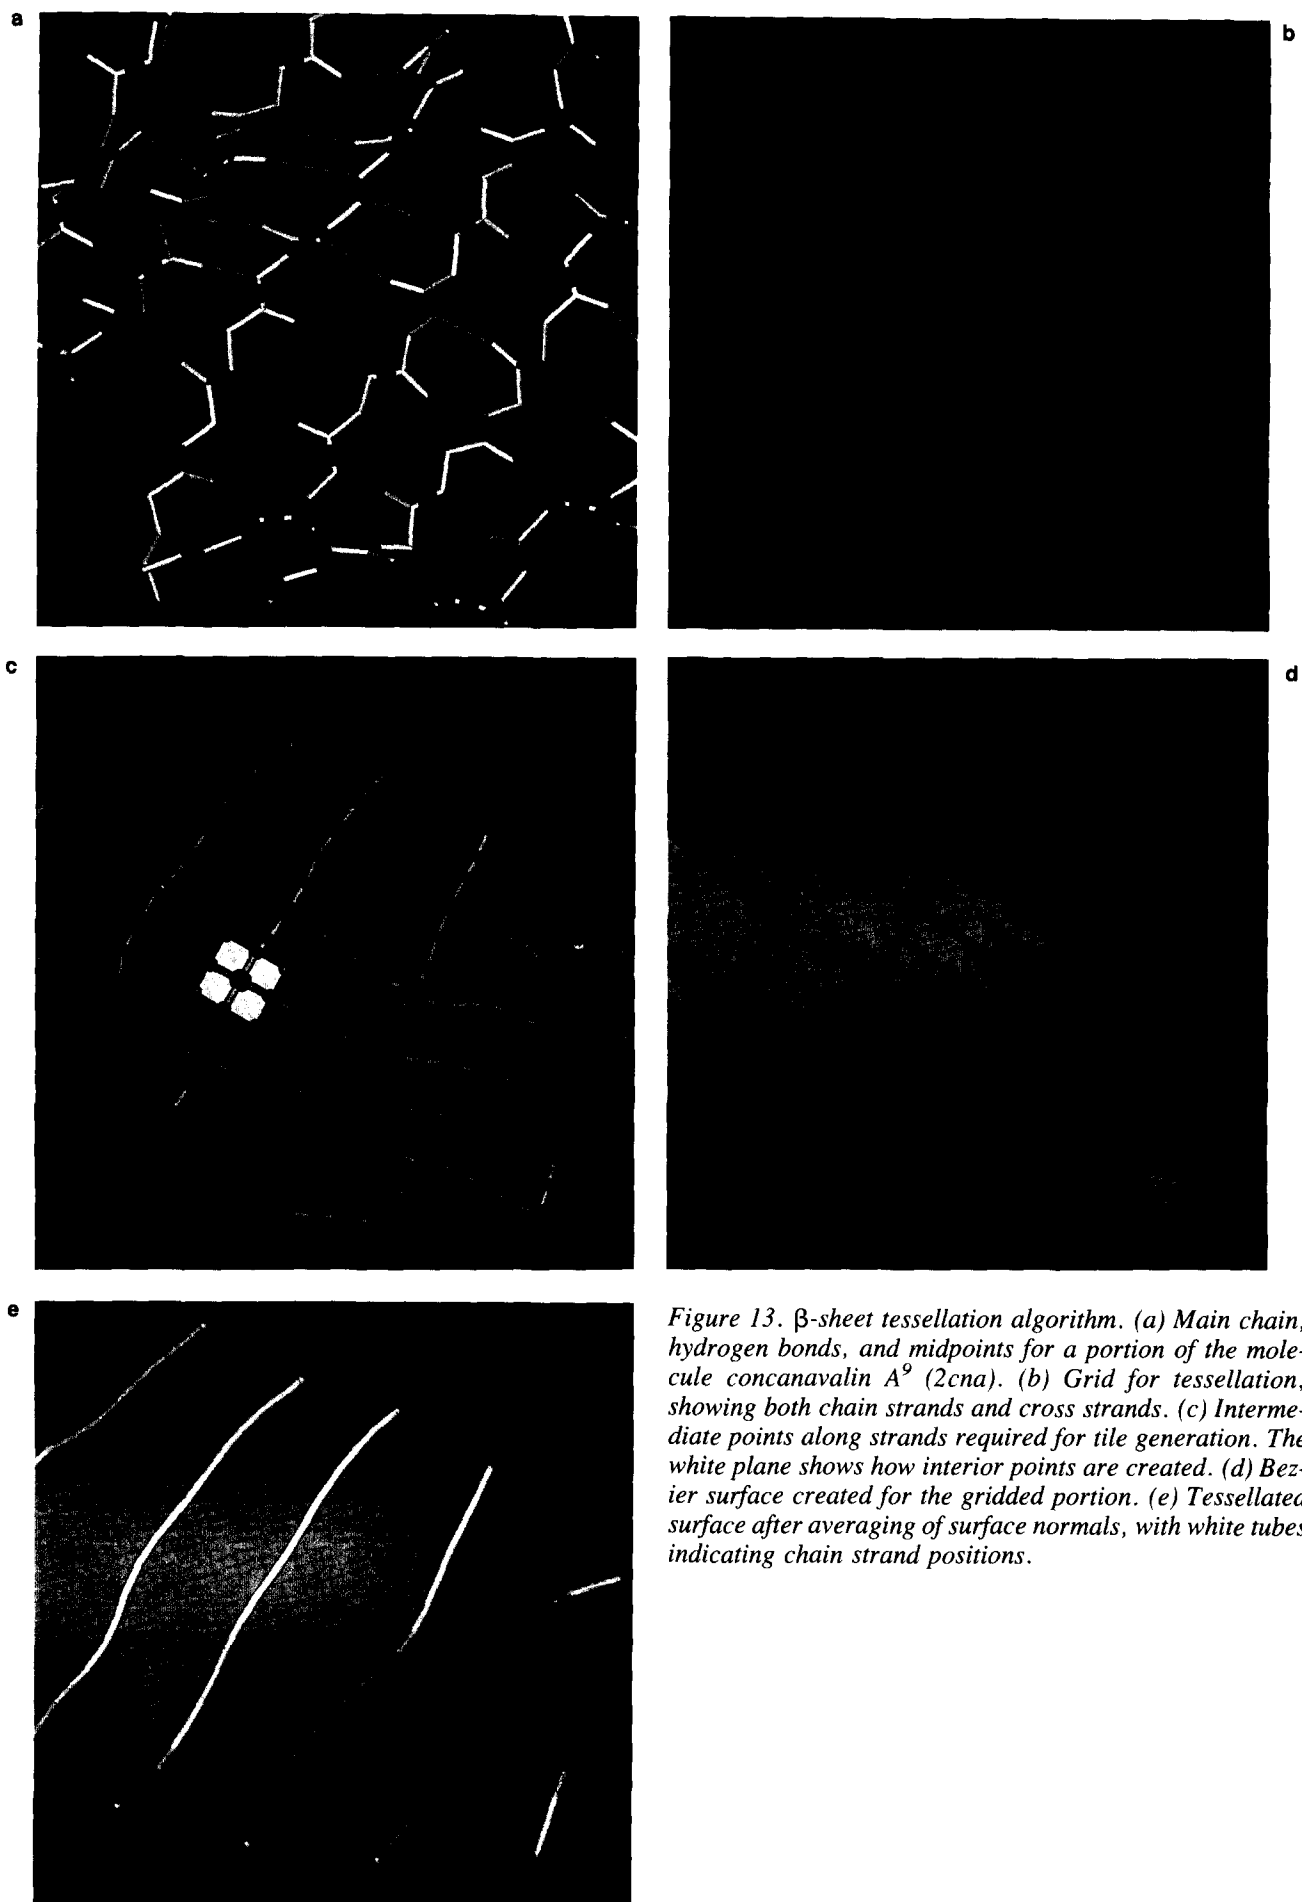 a
b
c
d
e
Figure 13. β-sheet tessellation algorithm. (a) Main chain,
hydrogen bonds, and midpoints for a portion of the mole-
cule concanavalin A⁹ (2cna). (b) Grid for tessellation,
showing both chain strands and cross strands. (c) Interme-
diate points along strands required for tile generation. The
white plane shows how interior points are created. (d) Bez-
ier surface created for the gridded portion. (e) Tessellated
surface after averaging of surface normals, with white tubes
indicating chain strand positions.